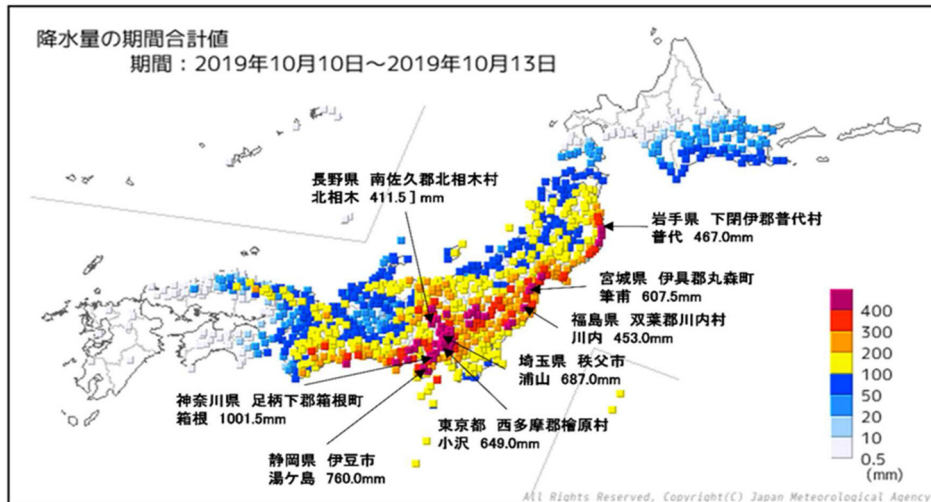 降水量の期間合計値
期間：2019年10月10日～2019年10月13日
長野県 南佐久郡北相木村
北相木 411.5］mm
岩手県 下閉伊郡普代村
普代 467.0mm
宮城県 伊具郡丸森町
筆甫 607.5mm
福島県 双葉郡川内村
川内 453.0mm
埼玉県 秩父市
浦山 687.0mm
神奈川県 足柄下郡箱根町
箱根 1001.5mm
東京都 西多摩郡檜原村
小沢 649.0mm
静岡県 伊豆市
湯ケ島 760.0mm
400
300
200
100
50
20
10
0.5
(mm)
All Rights Reserved, Copyright(C) Japan Meteorological Agency